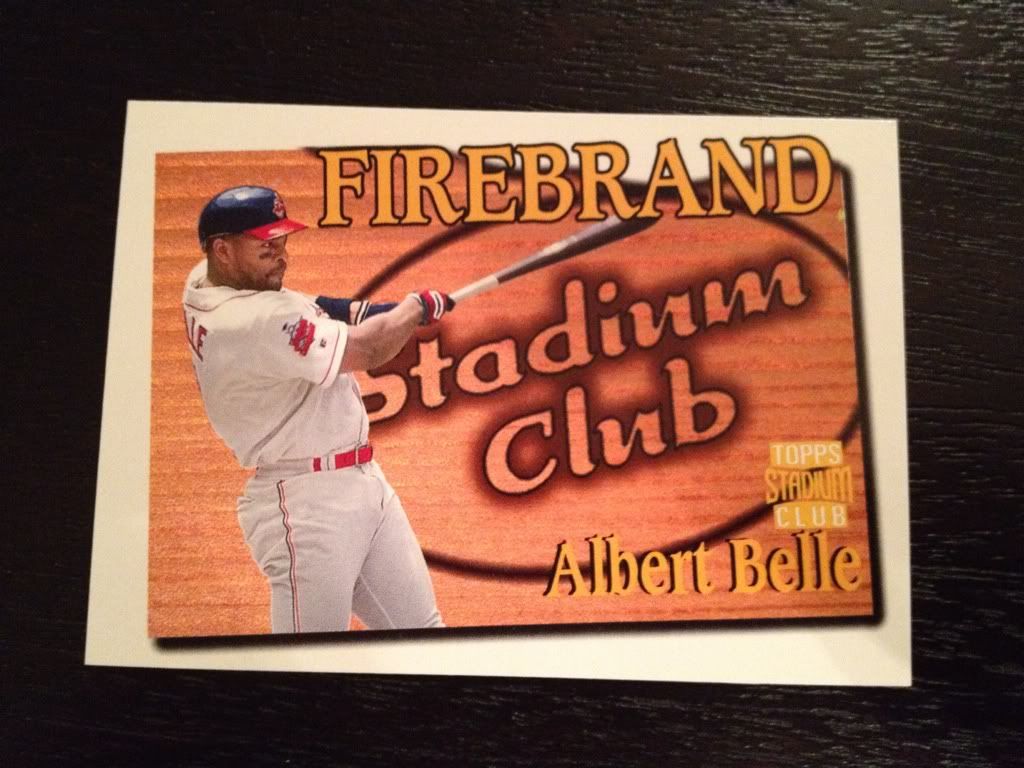 FIREBRAND
Stadium
Club
TOPPS
STADIUM
CLUB
Albert Belle